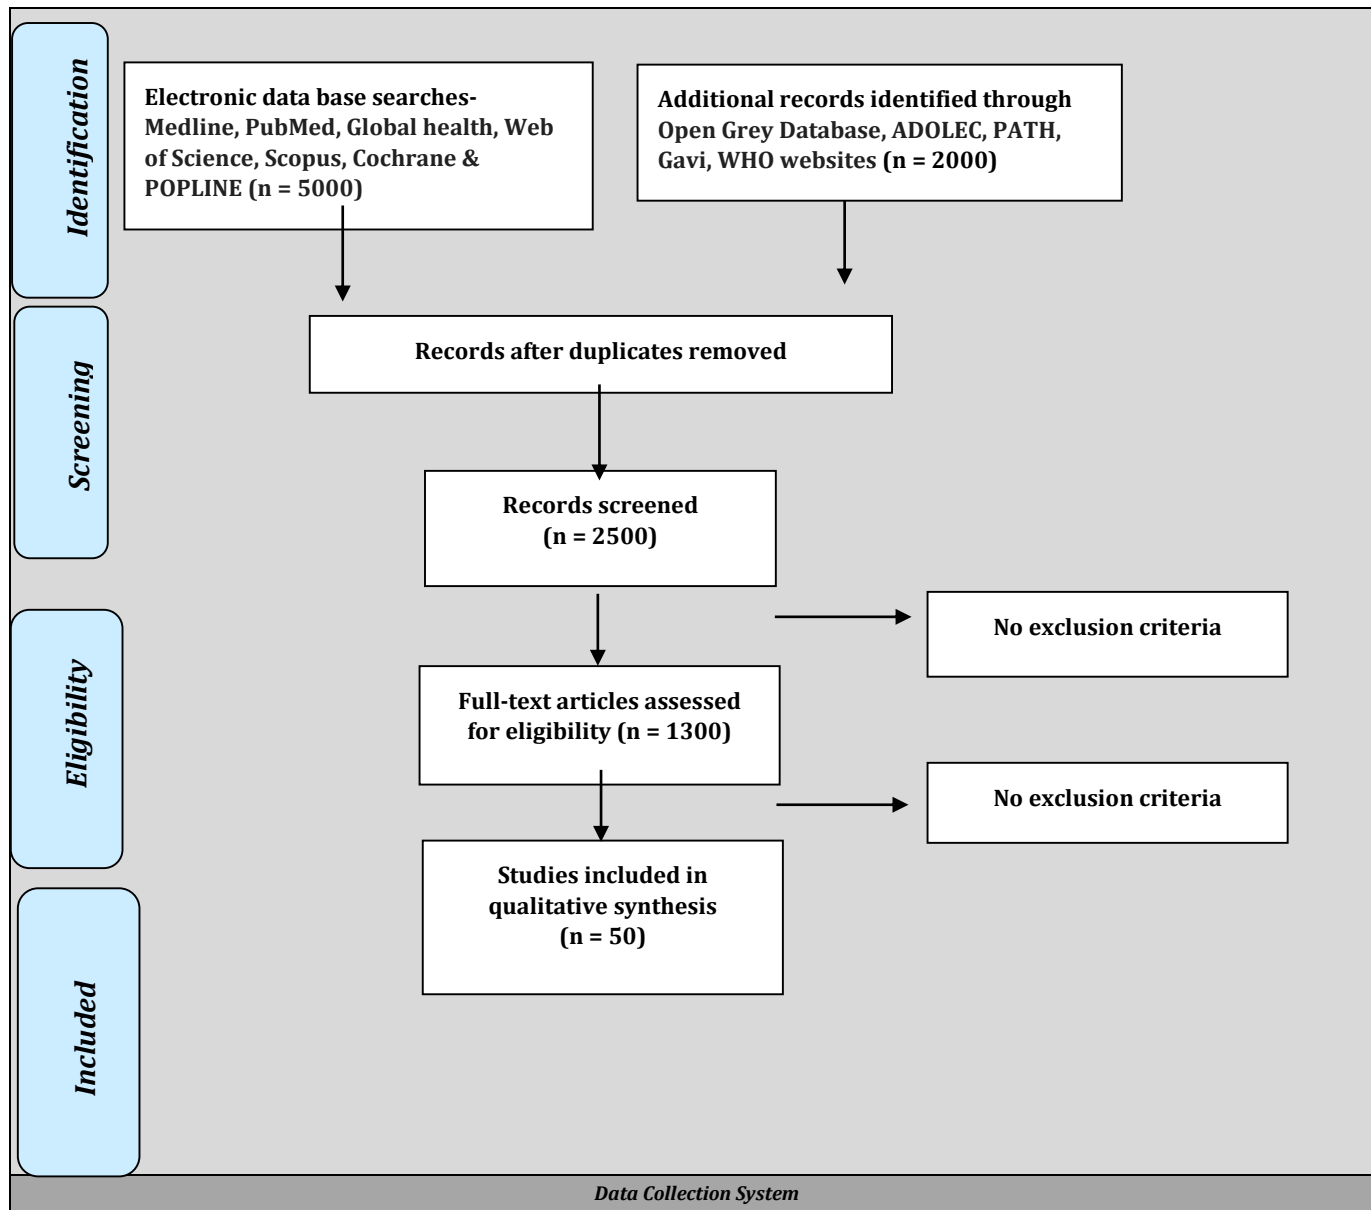 Identification
Electronic data base searches-
Medline, PubMed, Global health, Web
of Science, Scopus, Cochrane &
POPLINE (n = 5000)
Additional records identified through
Open Grey Database, ADOLEC, PATH,
Gavi, WHO websites (n = 2000)
Screening
Records after duplicates removed
Records screened
(n = 2500)
No exclusion criteria
Eligibility
Full-text articles assessed
for eligibility (n = 1300)
No exclusion criteria
Included
Studies included in
qualitative synthesis
(n = 50)
Data Collection System